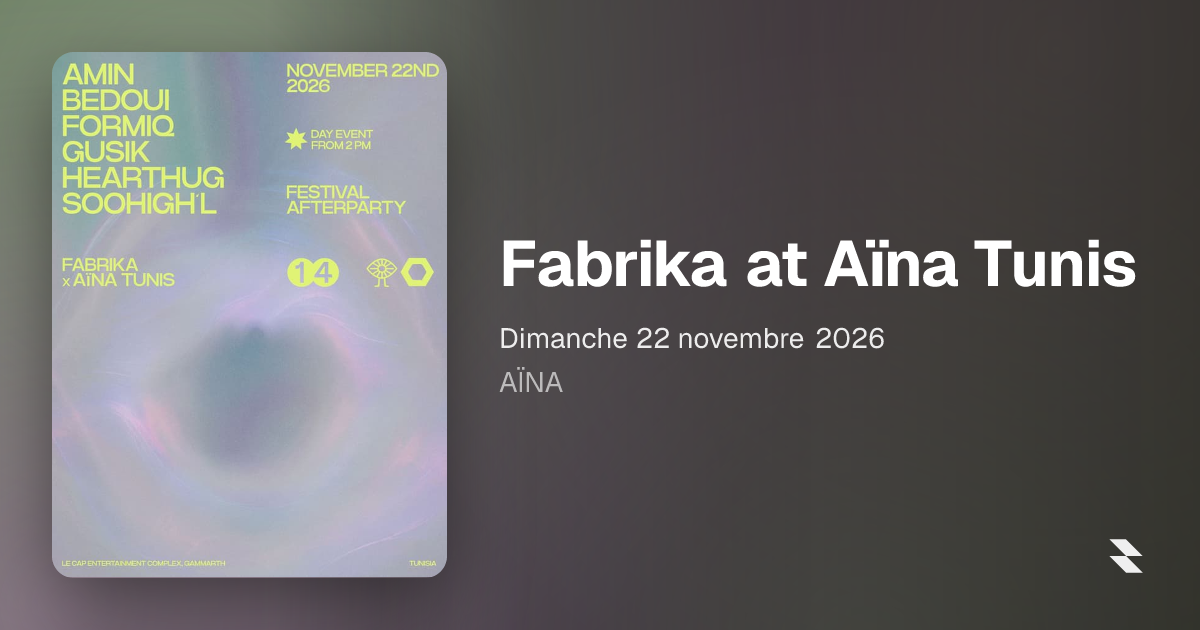 AMIN
BEDOUI
FORMIQ
GUSIK
HEARTHUG
SOOHIGH'L
NOVEMBER 22ND
2026
DAY EVENT
FROM 2 PM
FESTIVAL
AFTERPARTY
FABRIKA
x AÏNA TUNIS
14
LE CAP ENTERTAINMENT COMPLEX, GAMMARTH
TUNISIA
Fabrika at Aïna Tunis
Dimanche 22 novembre 2026
AÏNA